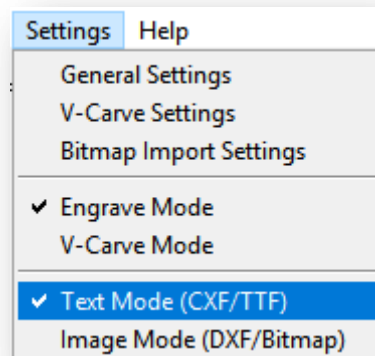 Settings Help
General Settings
V-Carve Settings
Bitmap Import Settings
Engrave Mode
V-Carve Mode
Text Mode (CXF/TTF)
Image Mode (DXF/Bitmap)